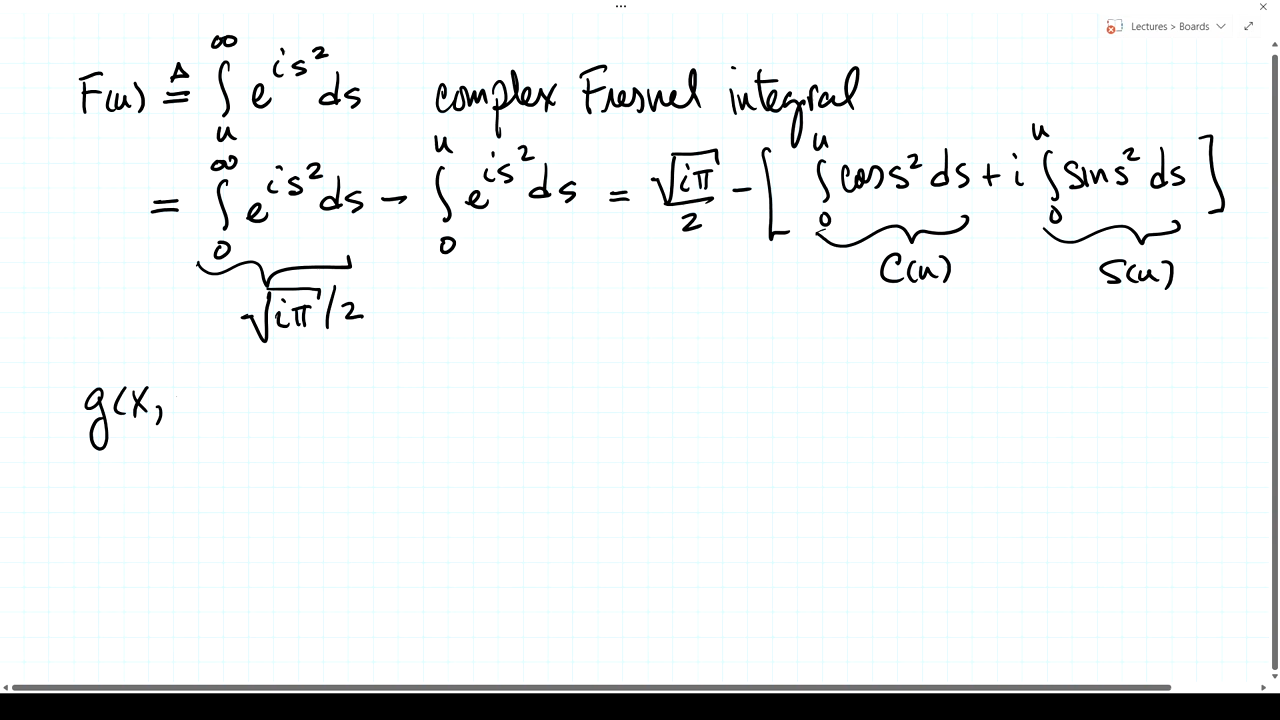 Lectures > Boards
F(u) ≜ ∫_u^∞ e^{is²} ds complex Fresnel integral
= ∫_0^∞ e^{is²} ds − ∫_0^u e^{is²} ds = √(iπ)/2 − [ ∫_0^u cos s² ds + i ∫_0^u sin s² ds ]
√(iπ)/2 C(u) S(u)
g(x,